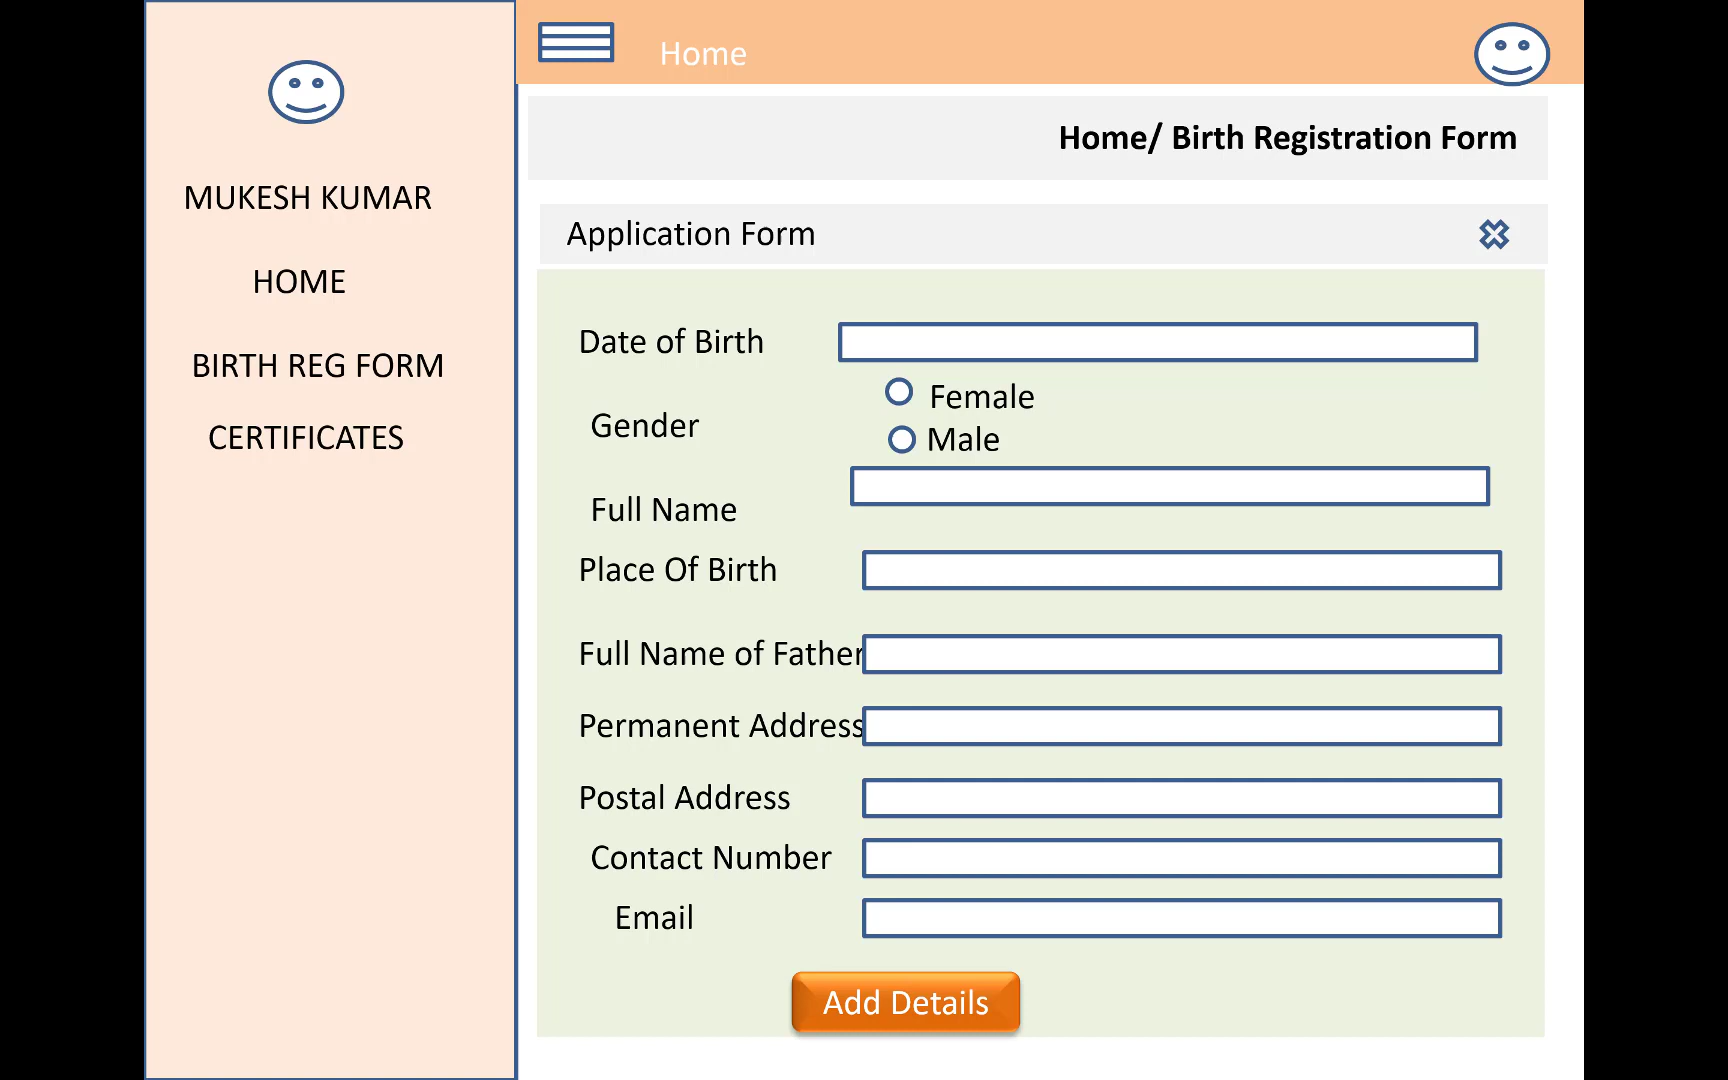 MUKESH KUMAR
HOME
BIRTH REG FORM
CERTIFICATES
Home
Home/ Birth Registration Form
Application Form
Date of Birth
Female
Gender
Male
Full Name
Place Of Birth
Full Name of Father
Permanent Address
Postal Address
Contact Number
Email
Add Details